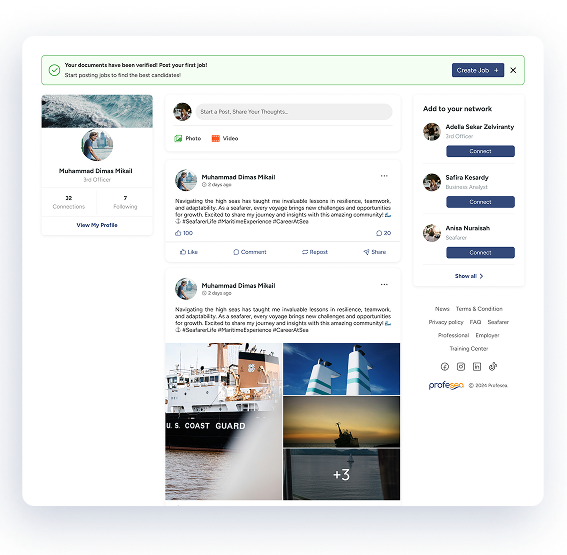 Your documents have been verified! Post your first job!
Start posting jobs to find the best candidates!
Create Job +
Muhammad Dimas Mikail
3rd Officer
32
Connections
7
Following
View My Profile
Start a Post, Share Your Thoughts...
Photo
Video
Muhammad Dimas Mikail
2 days ago
Navigating the high seas has taught me invaluable lessons in resilience, teamwork,
and adaptability. As a seafarer, every voyage brings new challenges and opportunities
for growth. Excited to share my journey and insights with this amazing community! 🌊
⚓ #SeafarerLife #MaritimeExperience #CareerAtSea
100
20
Like
Comment
Repost
Share
Muhammad Dimas Mikail
2 days ago
Navigating the high seas has taught me invaluable lessons in resilience, teamwork,
and adaptability. As a seafarer, every voyage brings new challenges and opportunities
for growth. Excited to share my journey and insights with this amazing community! 🌊
⚓ #SeafarerLife #MaritimeExperience #CareerAtSea
U.S. COAST GUARD
+3
Add to your network
Adella Sekar Zelviranty
3rd Officer
Connect
Safira Kesardy
Business Analyst
Connect
Anisa Nuraisah
Seafarer
Connect
Show all
News Terms & Condition
Privacy policy FAQ Seafarer
Professional Employer
Training Center
professea © 2024 Profesea